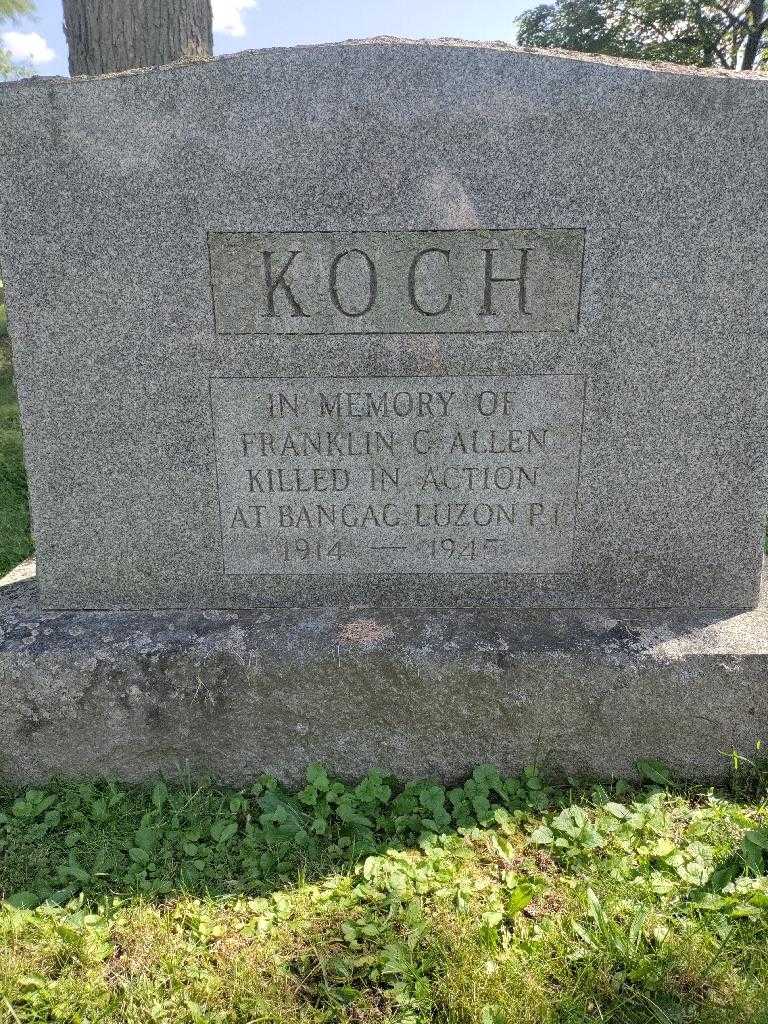 KOCH
IN MEMORY OF
FRANKLIN C. ALLEN
KILLED IN ACTION
AT BANGAG LUZON P.I.
1914 — 1945